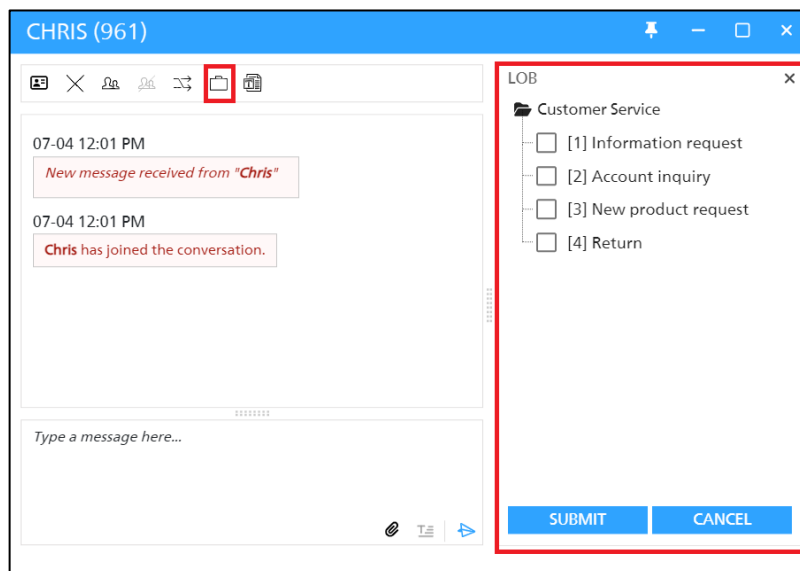 CHRIS (961)
07-04 12:01 PM
New message received from "Chris"
07-04 12:01 PM
Chris has joined the conversation.
Type a message here...
LOB
Customer Service
[1] Information request
[2] Account inquiry
[3] New product request
[4] Return
SUBMIT CANCEL